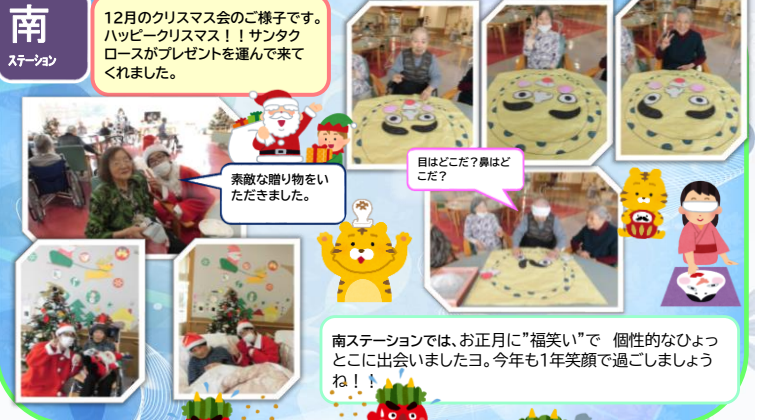 南
ステーション
12月のクリスマス会のご様子です。
ハッピークリスマス！！サンタク
ロースがプレゼントを運んで来て
くれました。
素敵な贈り物をい
ただきました。
目はどこだ？鼻はど
こだ？
南ステーションでは、お正月に”福笑い”で　個性的なひょっ
とこに出会いましたヨ。今年も1年笑顔で過ごしましょう
ね！！